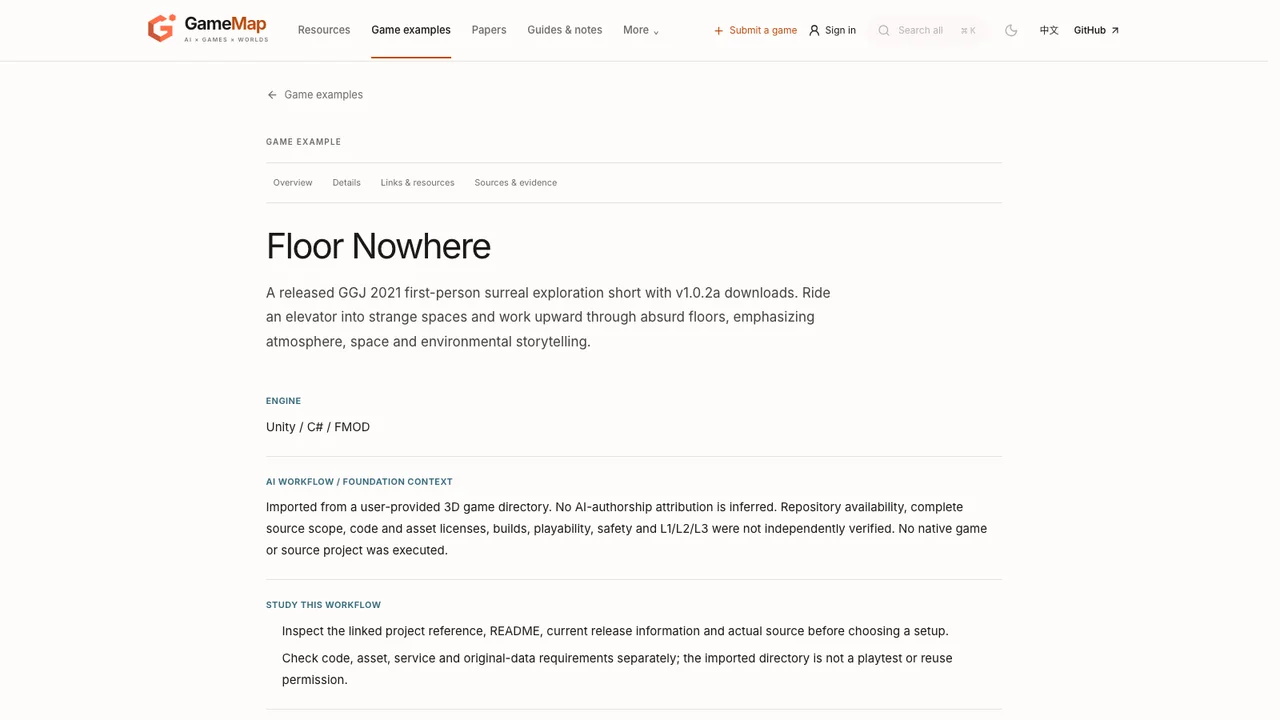 GameMap
AI × GAMES × WORLDS
Resources
Game examples
Papers
Guides & notes
More
Submit a game
Sign in
Search all
⌘ K
中文
GitHub
Game examples
GAME EXAMPLE
Overview
Details
Links & resources
Sources & evidence
Floor Nowhere
A released GGJ 2021 first-person surreal exploration short with v1.0.2a downloads. Ride
an elevator into strange spaces and work upward through absurd floors, emphasizing
atmosphere, space and environmental storytelling.
ENGINE
Unity / C# / FMOD
AI WORKFLOW / FOUNDATION CONTEXT
Imported from a user-provided 3D game directory. No AI-authorship attribution is inferred. Repository availability, complete
source scope, code and asset licenses, builds, playability, safety and L1/L2/L3 were not independently verified. No native game
or source project was executed.
STUDY THIS WORKFLOW
Inspect the linked project reference, README, current release information and actual source before choosing a setup.
Check code, asset, service and original-data requirements separately; the imported directory is not a playtest or reuse
permission.